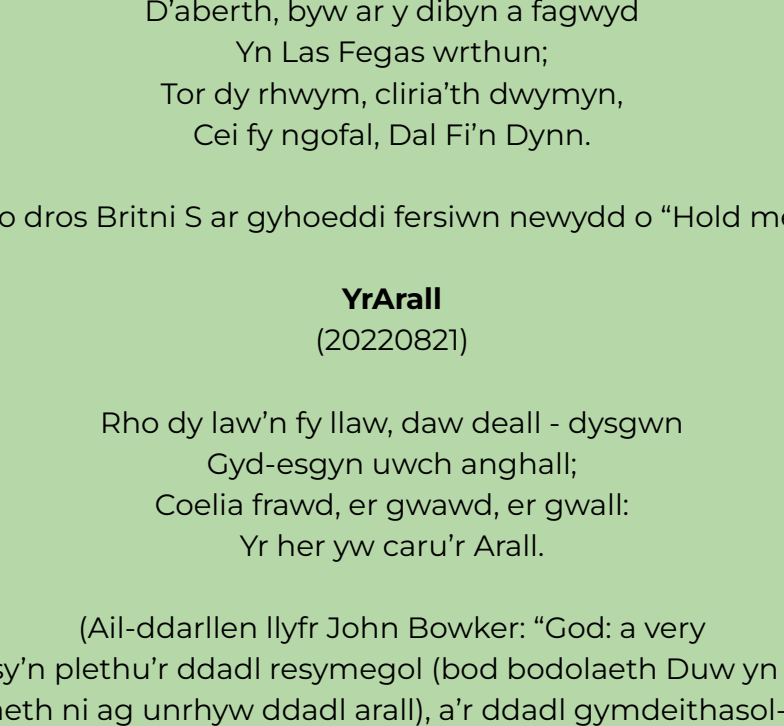 D’aberth, byw ar y dibyn a fagwyd
Yn Las Fegas wrthun;
Tor dy rhwym, cliria’th dwymyn,
Cei fy ngofal, Dal Fi’n Dynn.
dros Britni S ar gyhoeddi fersiwn newydd o “Hold
YrArall
(20220821)
Rho dy law’n fy llaw, daw deall - dysgwn
Gyd-esgyn uwch anghall;
Coelia frawd, er gwawd, er gwall:
Yr her yw caru’r Arall.
(Ail-ddarllen llyfr John Bowker: “God: a very
sy’n plethu’r ddadl resymegol (bod bodolaeth Duw yn
ni ag unrhyw ddadl arall), a’r ddadl gymdeithasol